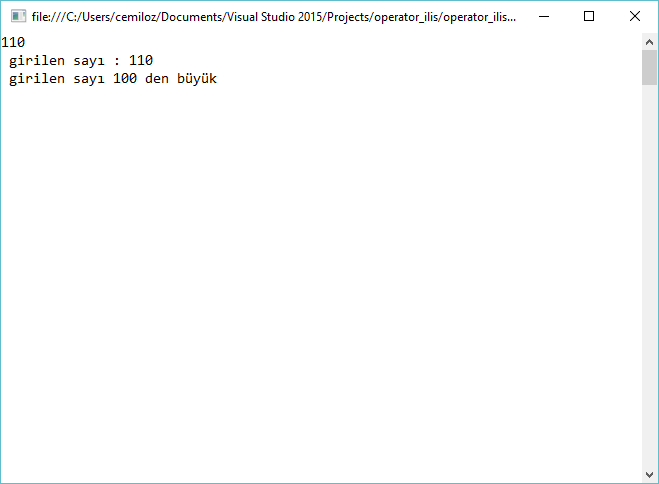 file:///C:/Users/cemiloz/Documents/Visual Studio 2015/Projects/operator_ilis/operator_ilis...
110
girilen sayı : 110
girilen sayı 100 den büyük